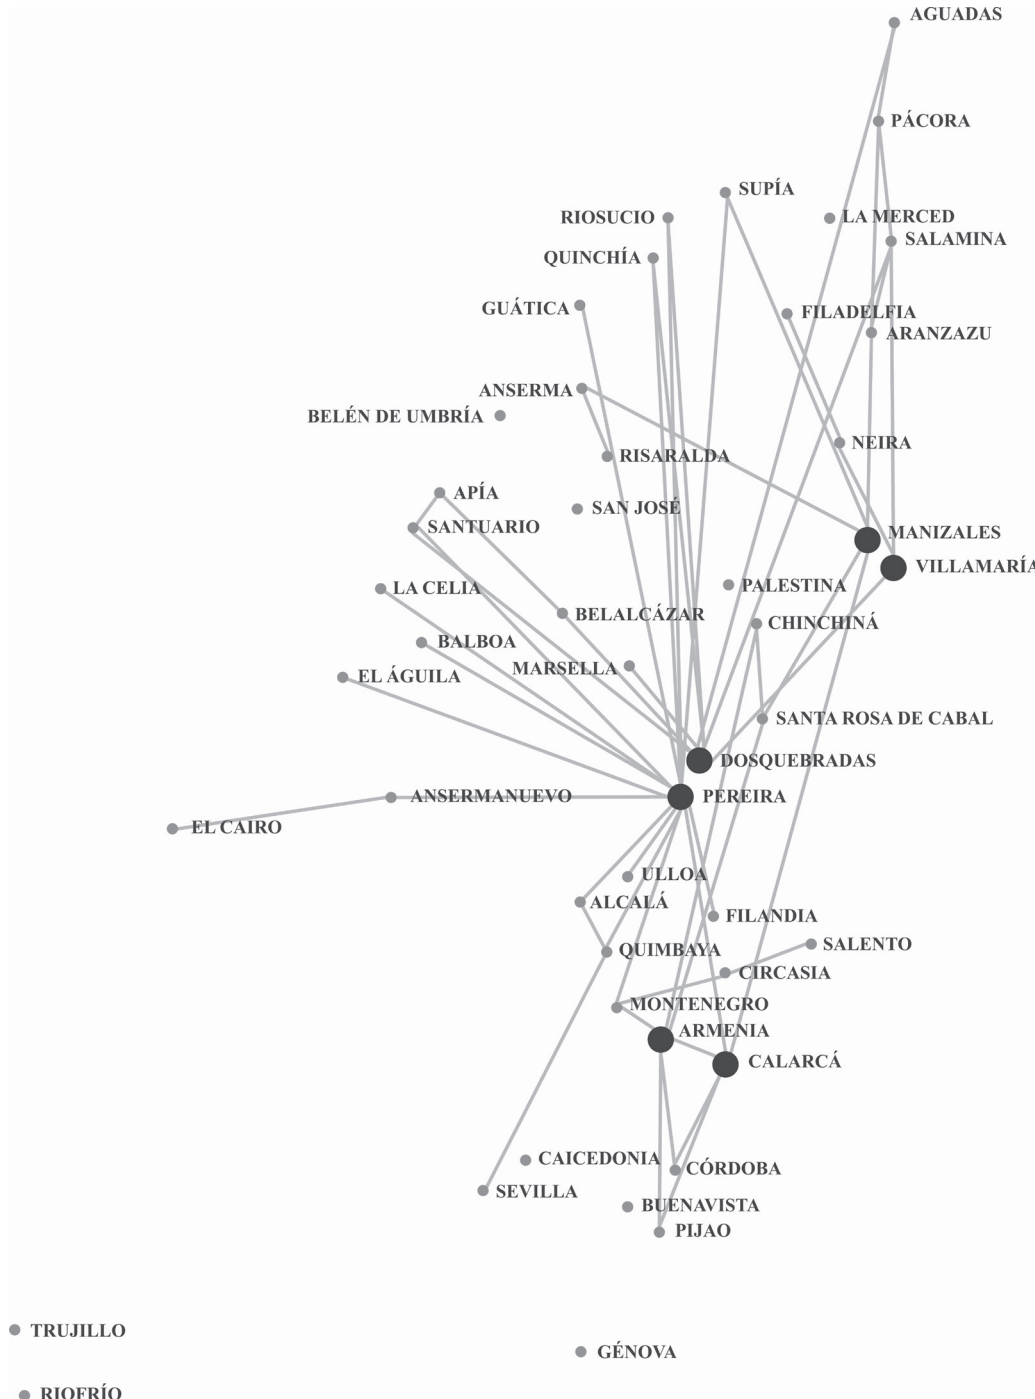 AGUADAS
PÁCORA
SUPÍA
RIOSUCIO
LA MERCED
SALAMINA
QUINCHÍA
GUÁTICA
FILADELFIA
ARANZAZU
ANSERMA
BELÉN DE UMBRÍA
NEIRA
RISARALDA
APÍA
SAN JOSÉ
SANTUARIO
MANIZALES
VILLAMARÍA
LA CELIA
PALESTINA
BELALCÁZAR
CHINCHINÁ
BALBOA
MARSELLA
EL ÁGUILA
SANTA ROSA DE CABAL
DOSQUEBRADAS
ANSERMANUEVO
PEREIRA
EL CAIRO
ULLOA
ALCALÁ
FILANDIA
SALENTO
QUIMBAYA
CIRCASIA
MONTENEGRO
ARMENIA
CALARCÁ
CAICEDONIA
CÓRDOBA
SEVILLA
BUENAVISTA
PIJAO
TRUJILLO
GÉNOVA
RIOFRÍO